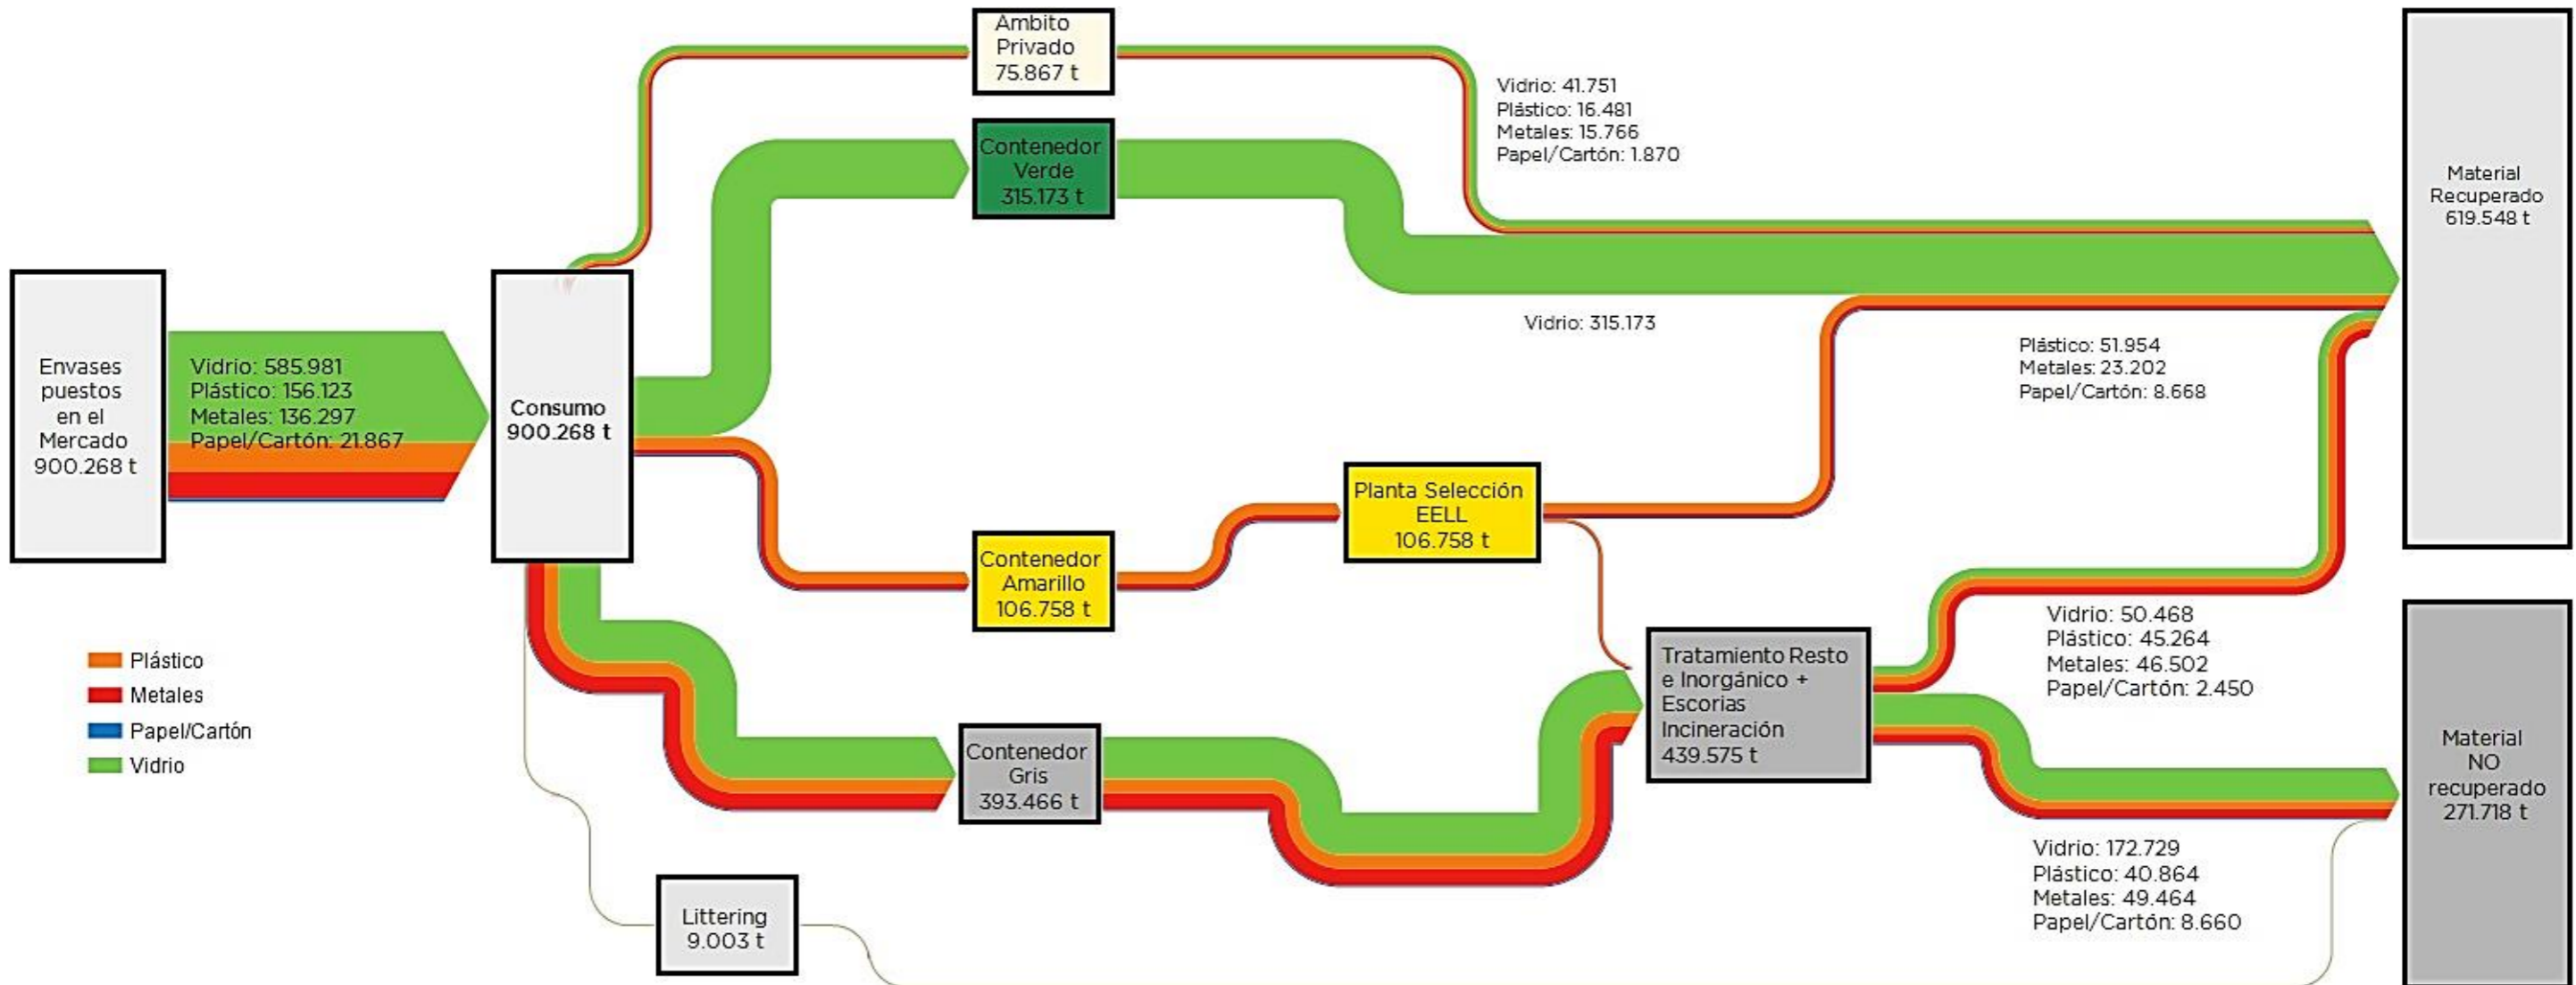 Envases
puestos
en el
Mercado
900.268 t
Vidrio: 585.981
Plástico: 156.123
Metales: 136.297
Papel/Cartón: 21.867
Consumo
900.268 t
Ambito
Privado
75.867 t
Contenedor
Verde
315.173 t
Vidrio: 41.751
Plástico: 16.481
Metales: 15.766
Papel/Cartón: 1.870
Vidrio: 315.173
Material
Recuperado
619.548 t
Plástico: 51.954
Metales: 23.202
Papel/Cartón: 8.668
Planta Selección
EELL
106.758 t
Contenedor
Amarillo
106.758 t
Plástico
Metales
Papel/Cartón
Vidrio
Contenedor
Gris
393.466 t
Tratamiento Resto
e Inorgánico +
Escorias
Incineración
439.575 t
Vidrio: 50.468
Plástico: 45.264
Metales: 46.502
Papel/Cartón: 2.450
Material
NO
recuperado
271.718 t
Vidrio: 172.729
Plástico: 40.864
Metales: 49.464
Papel/Cartón: 8.660
Littering
9.003 t